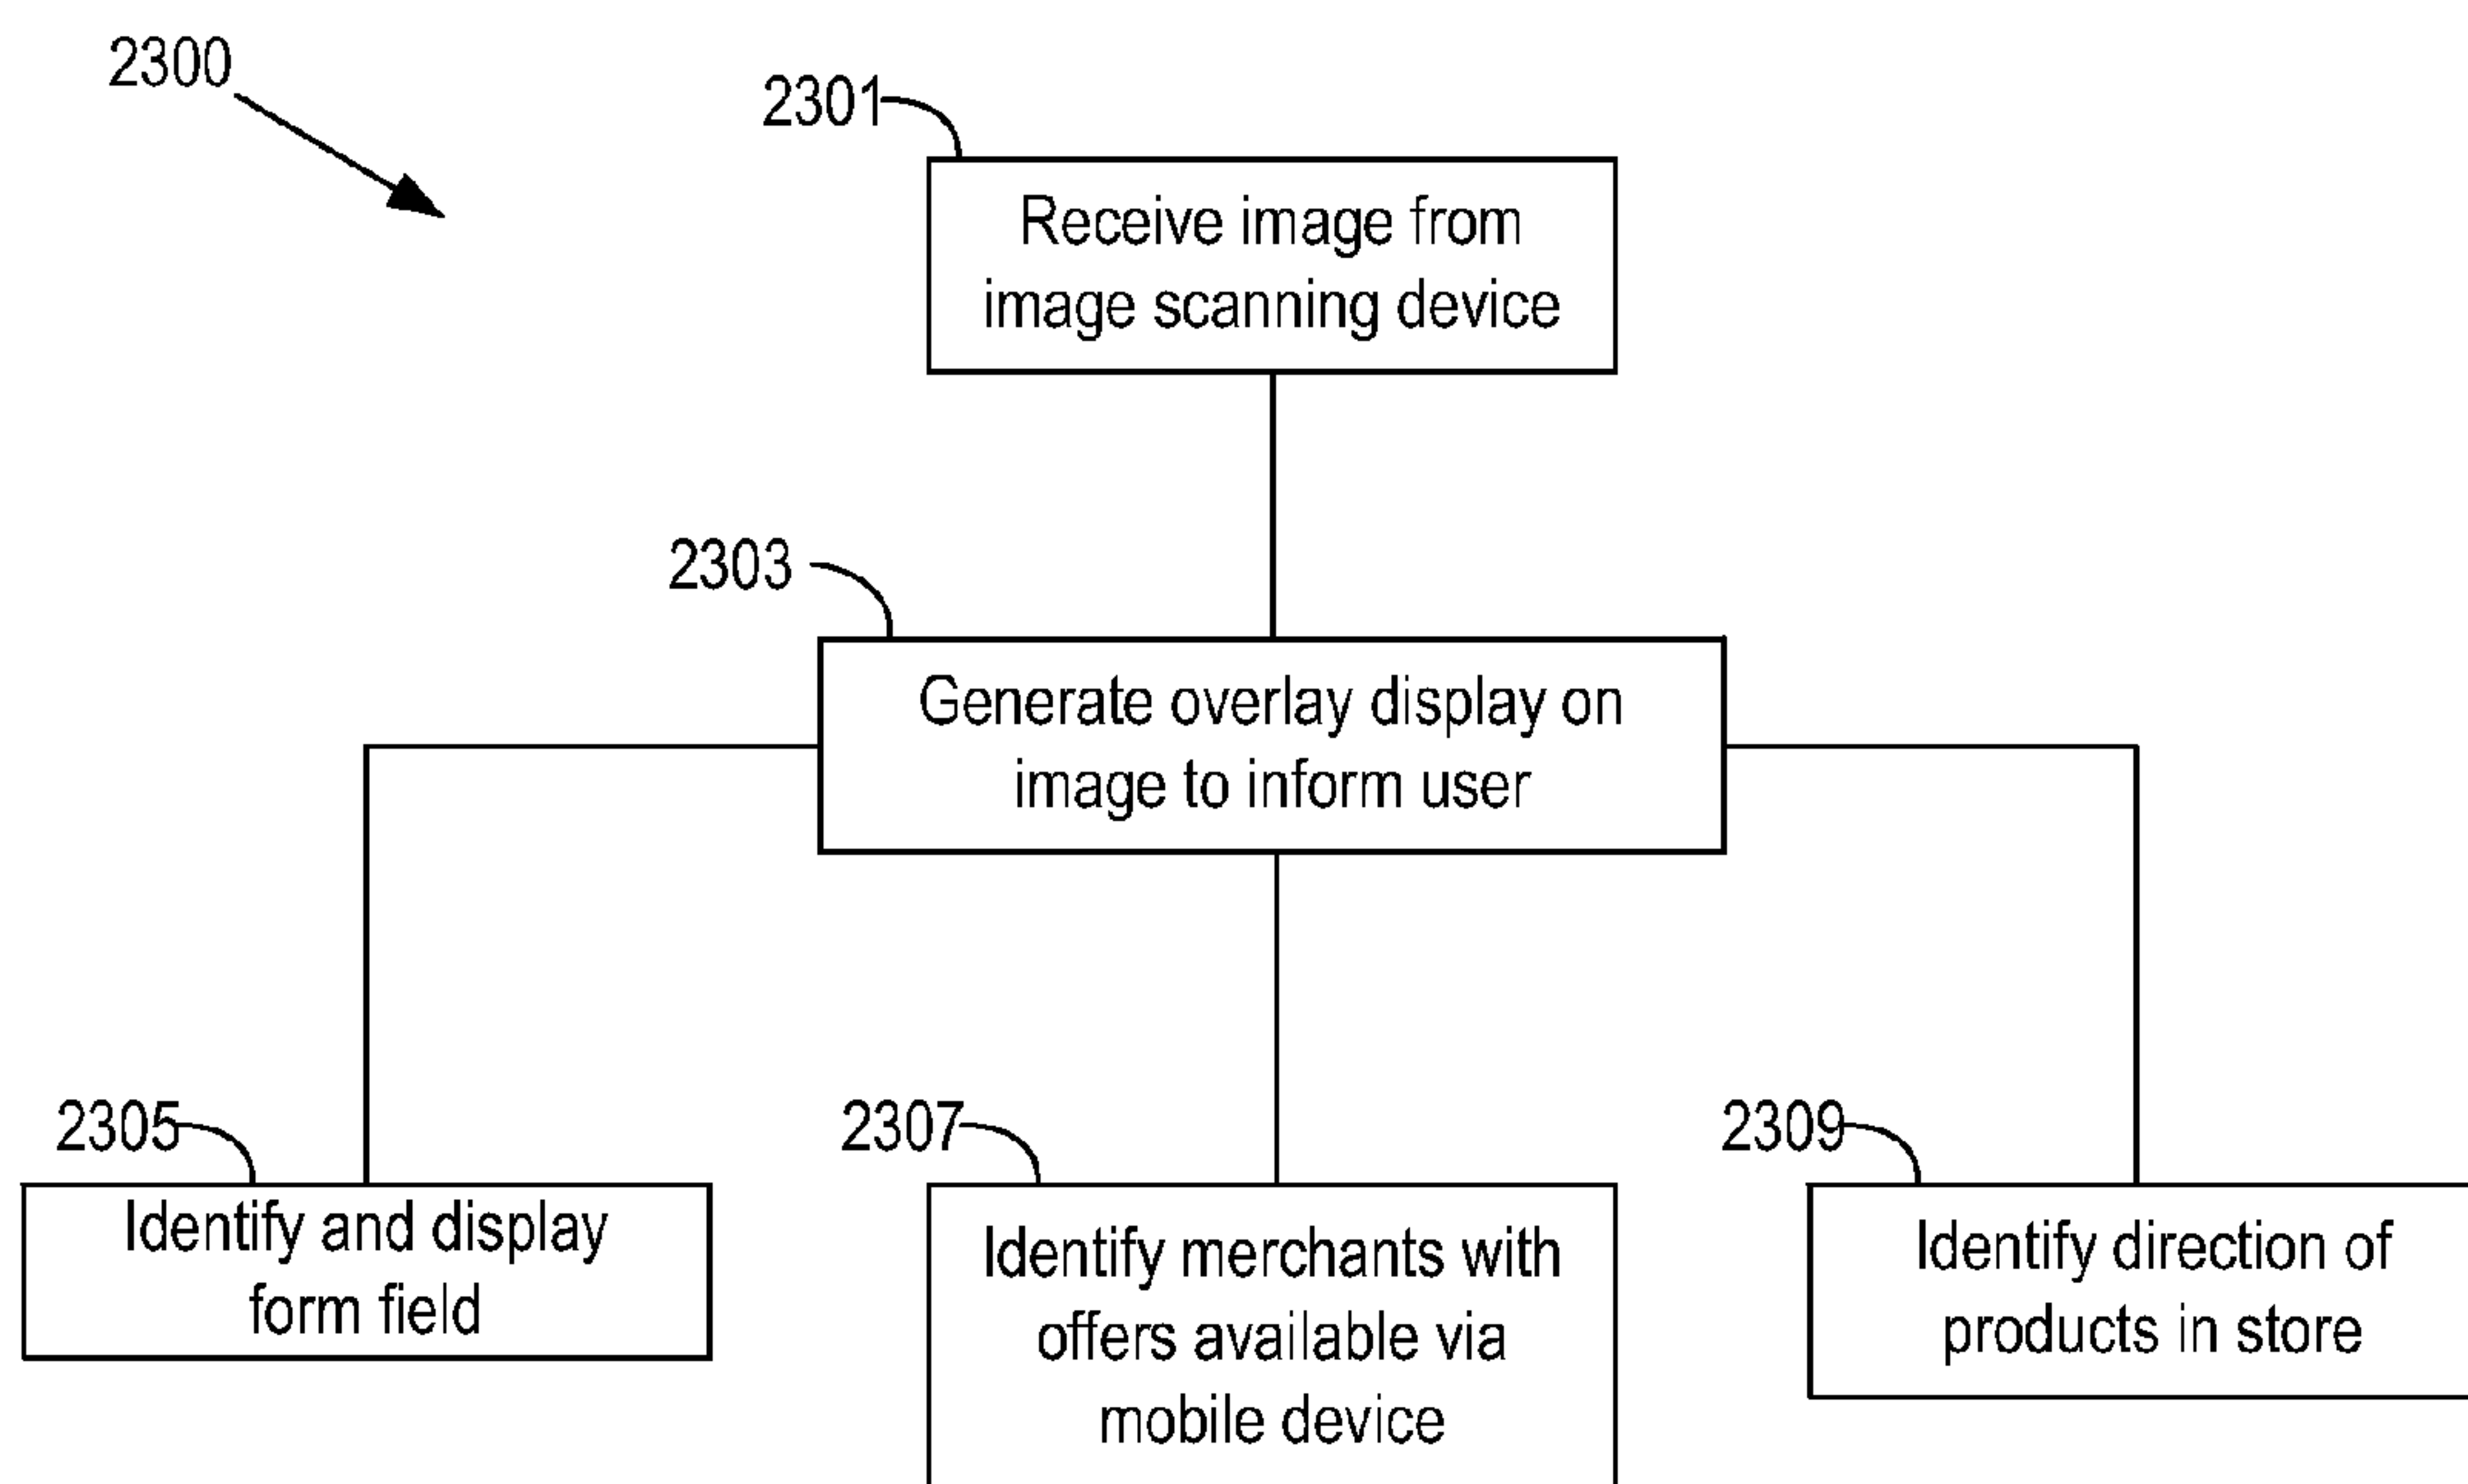 2300
2301
Receive image from
image scanning device
2303
Generate overlay display on
image to inform user
2305
Identify and display
form field
2307
Identify merchants with
offers available via
mobile device
2309
Identify direction of
products in store